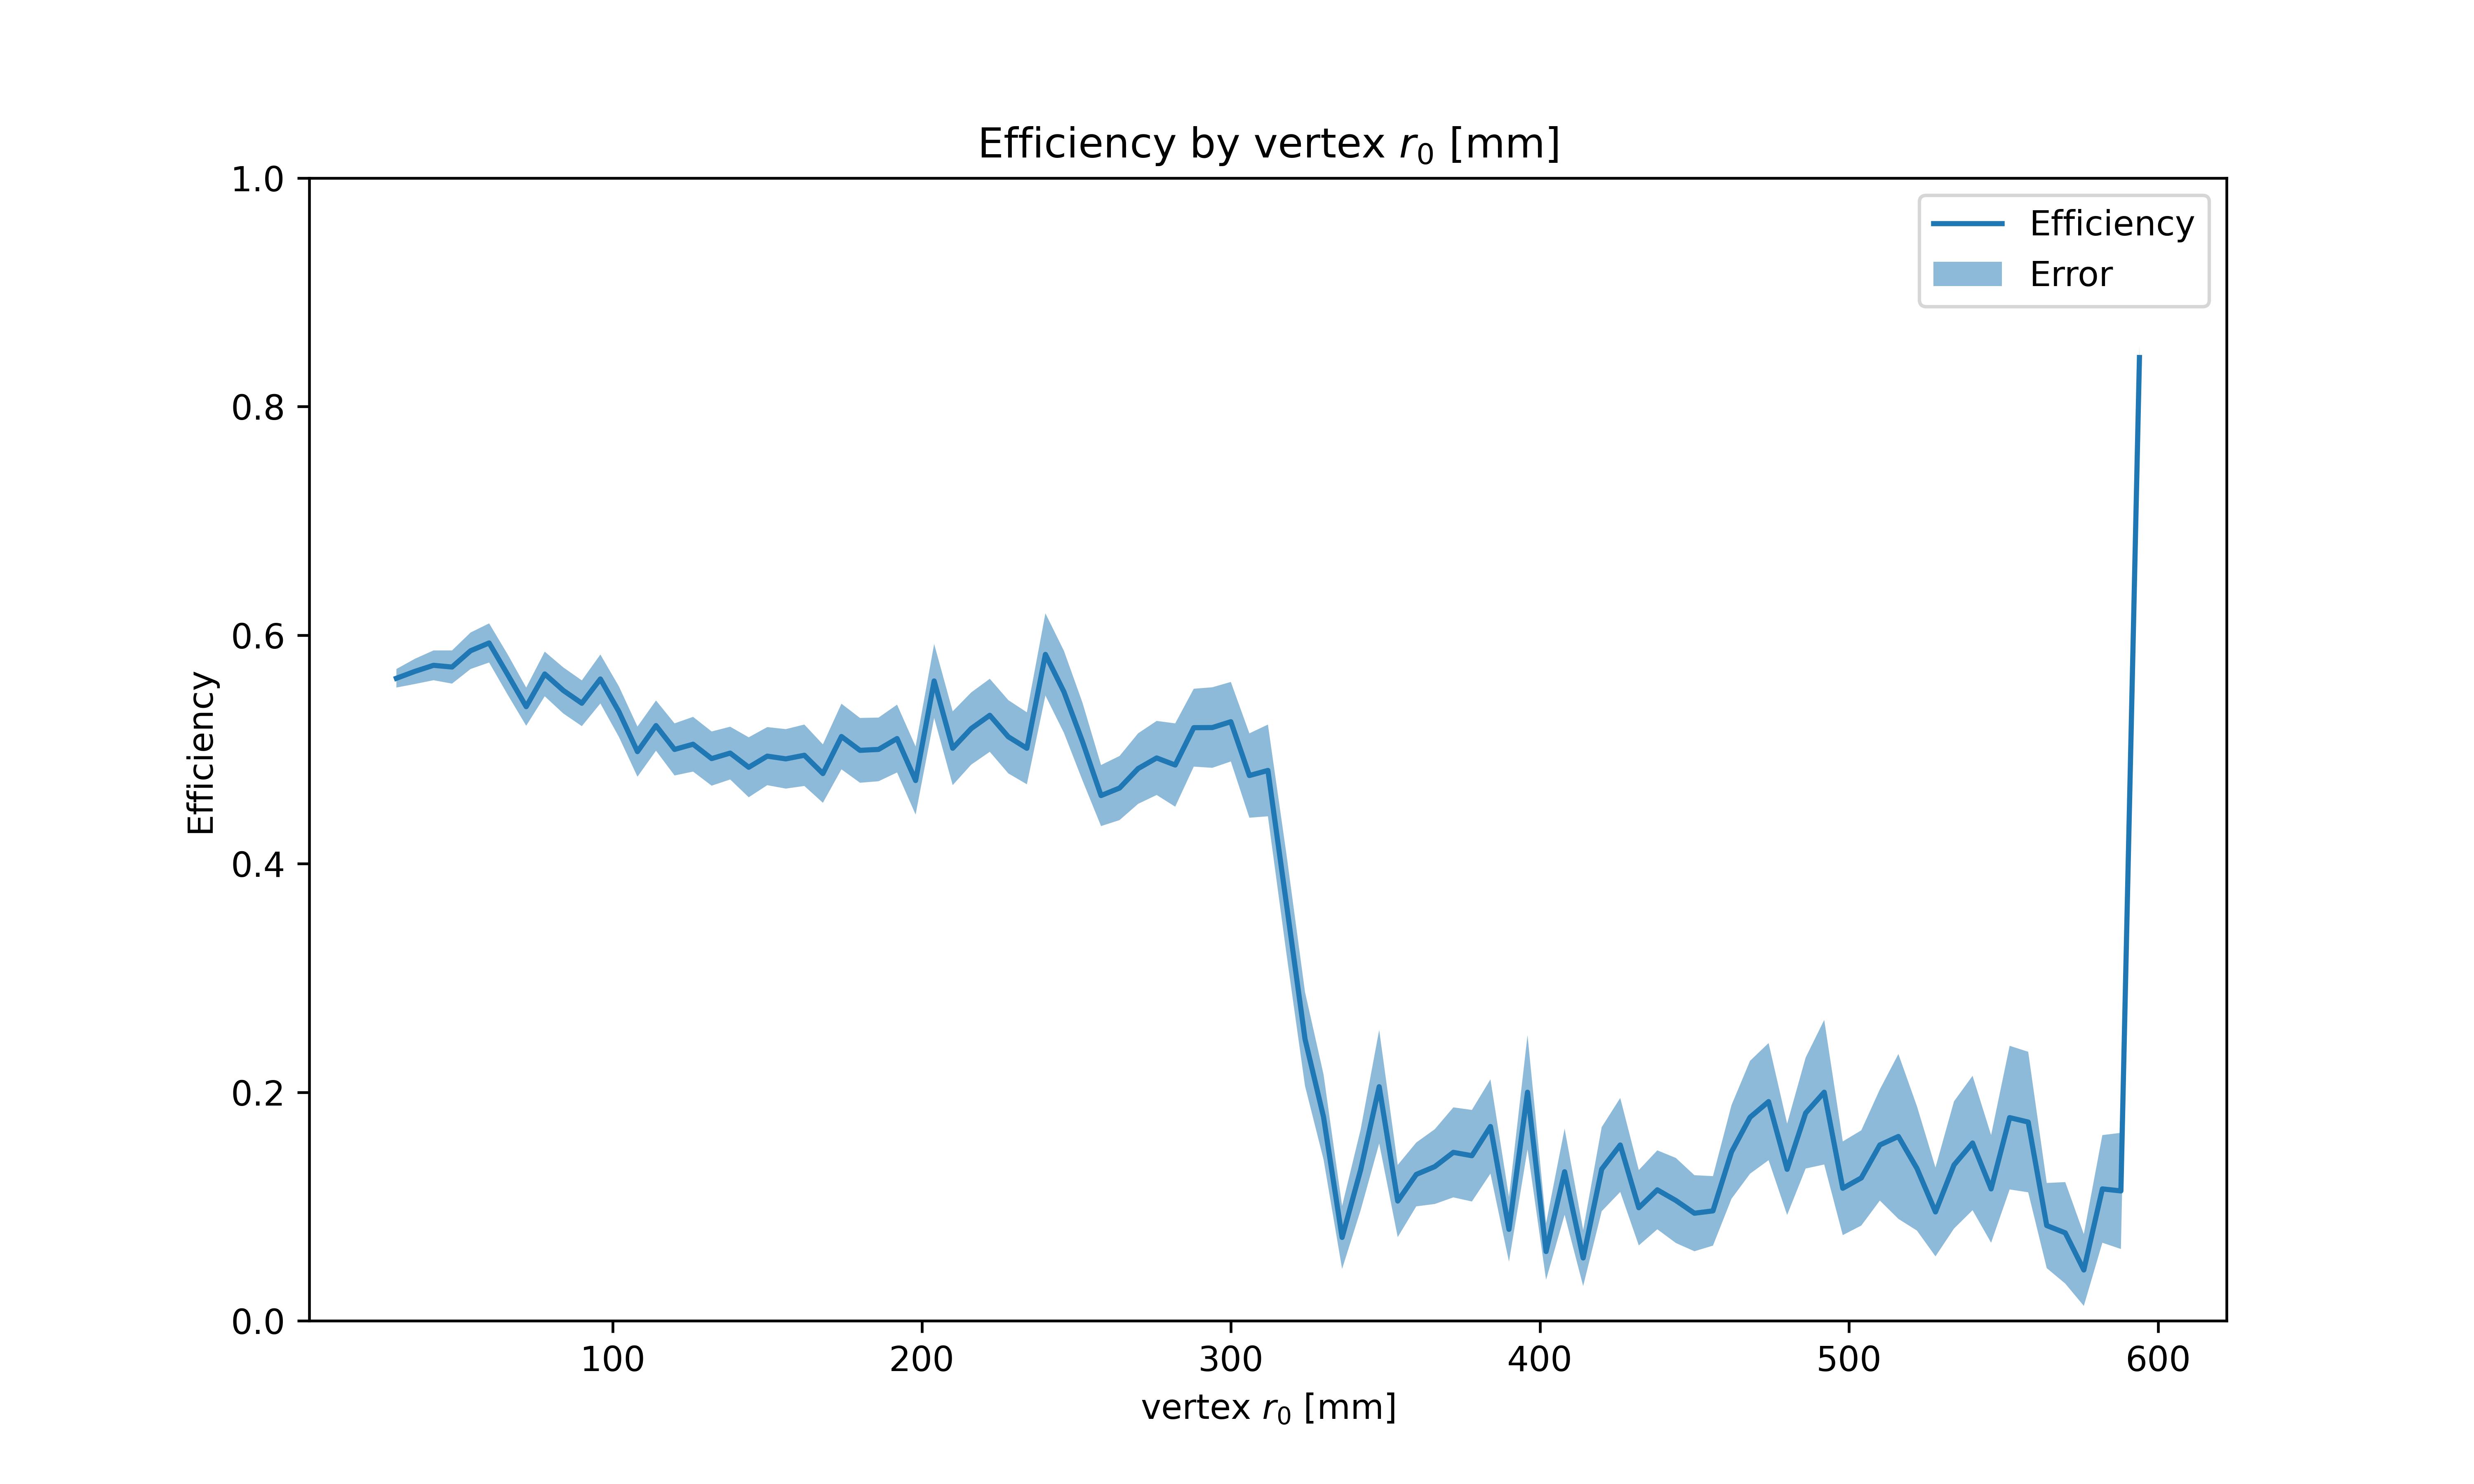 Efficiency by vertex r₀ [mm]
1.0
0.8
0.6
0.4
0.2
0.0
Efficiency
Efficiency
Error
100 200 300 400 500 600
vertex r₀ [mm]